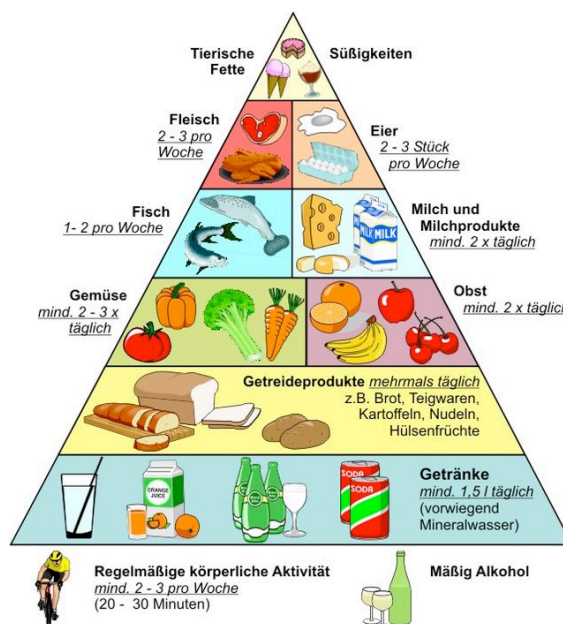 Tierische
Fette
Süßigkeiten
Fleisch
2 - 3 pro
Woche
Eier
2 - 3 Stück
pro Woche
Fisch
1- 2 pro Woche
Milch und
Milchprodukte
mind. 2 x täglich
MILK
MILK
Gemüse
mind. 2 - 3 x
täglich
Obst
mind. 2 x täglich
Getreideprodukte mehrmals täglich
z.B. Brot, Teigwaren,
Kartoffeln, Nudeln,
Hülsenfrüchte
ORANGE
JUICE
SODA
SODA
Getränke
mind. 1,5 l täglich
(vorwiegend
Mineralwasser)
Regelmäßige körperliche Aktivität
mind. 2 - 3 pro Woche
(20 - 30 Minuten)
Mäßig Alkohol